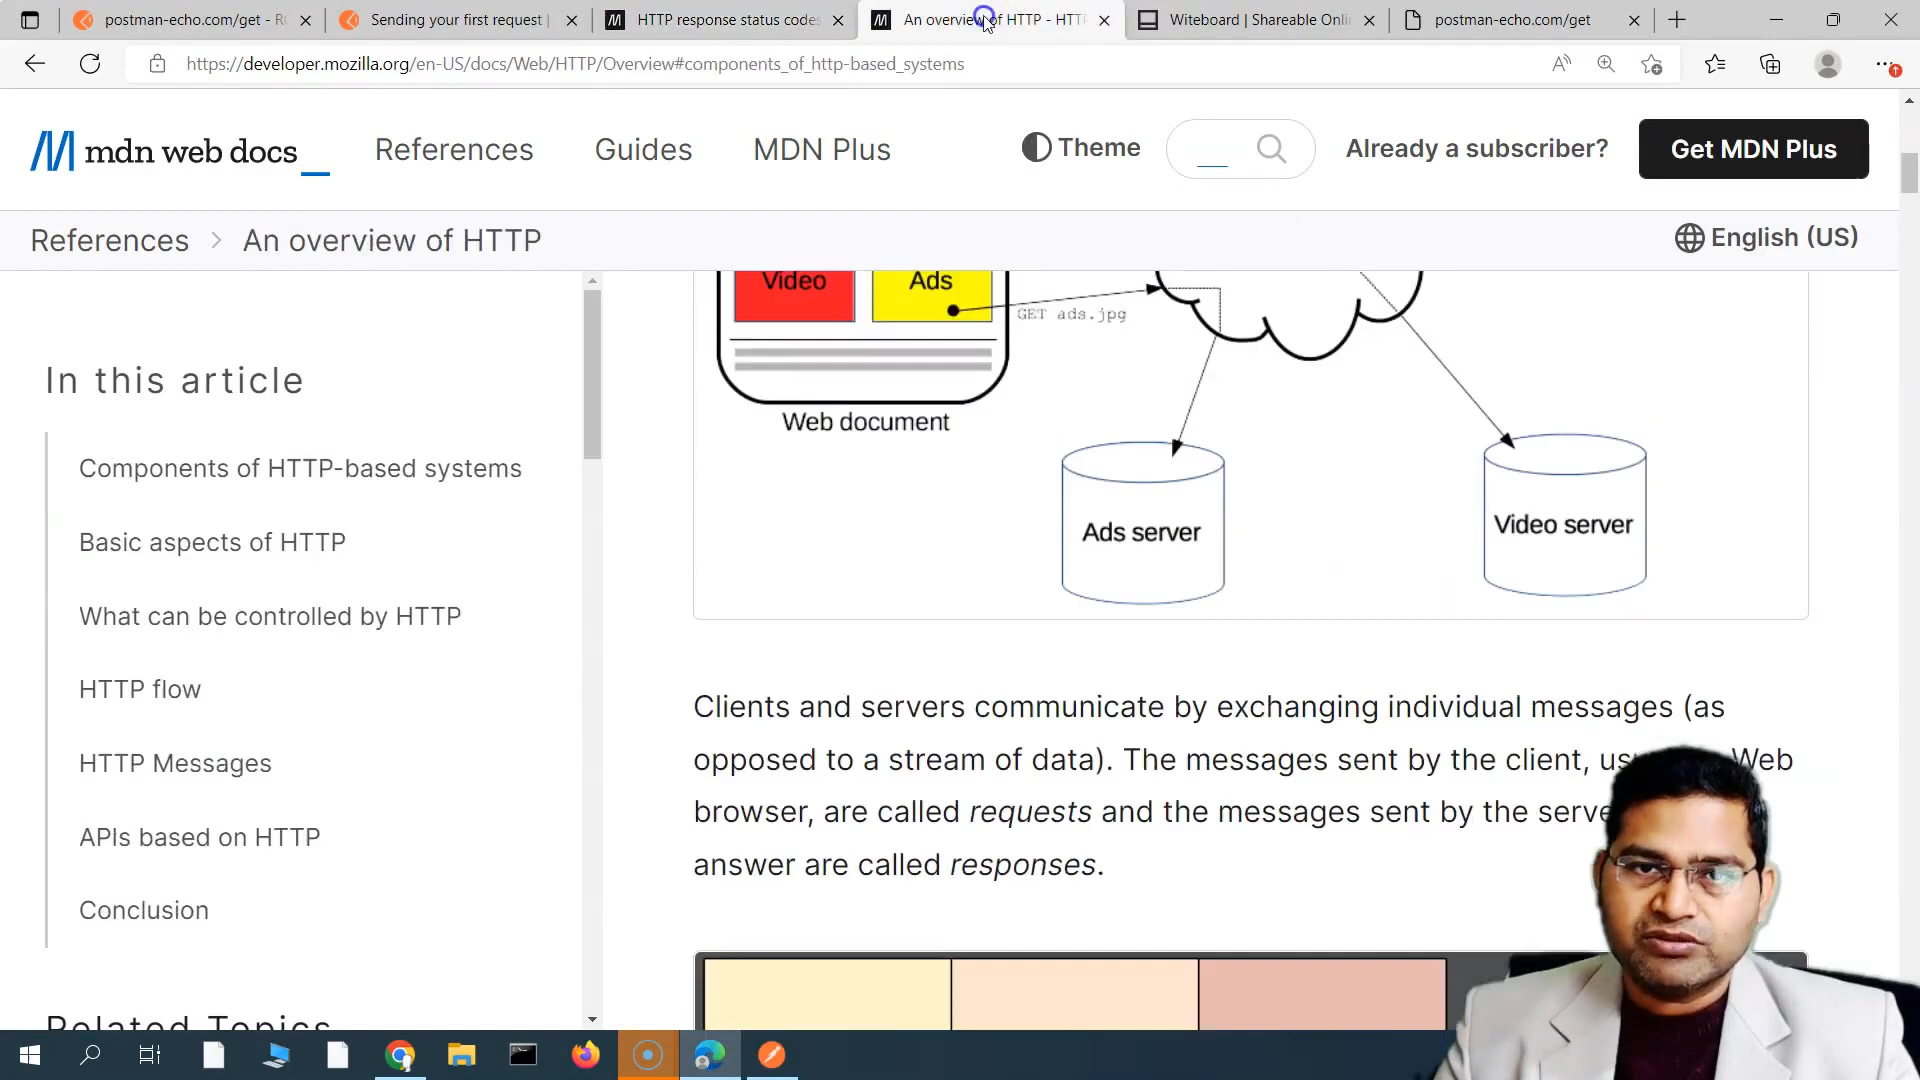 postman-echo.com/get - R
Sending your first request |
HTTP response status codes
An overview of HTTP - HTT
Witeboard | Shareable Onli
postman-echo.com/get
https://developer.mozilla.org/en-US/docs/Web/HTTP/Overview#components_of_http-based_systems
mdn web docs_
References
Guides
MDN Plus
Theme
Already a subscriber?
Get MDN Plus
References > An overview of HTTP
English (US)
Video
Ads
GET ads.jpg
Web document
Ads server
Video server
In this article
Components of HTTP-based systems
Basic aspects of HTTP
What can be controlled by HTTP
HTTP flow
HTTP Messages
APIs based on HTTP
Conclusion
Related Topics
Clients and servers communicate by exchanging individual messages (as
opposed to a stream of data). The messages sent by the client, Web
browser, are called requests and the messages sent by the serve
answer are called responses.